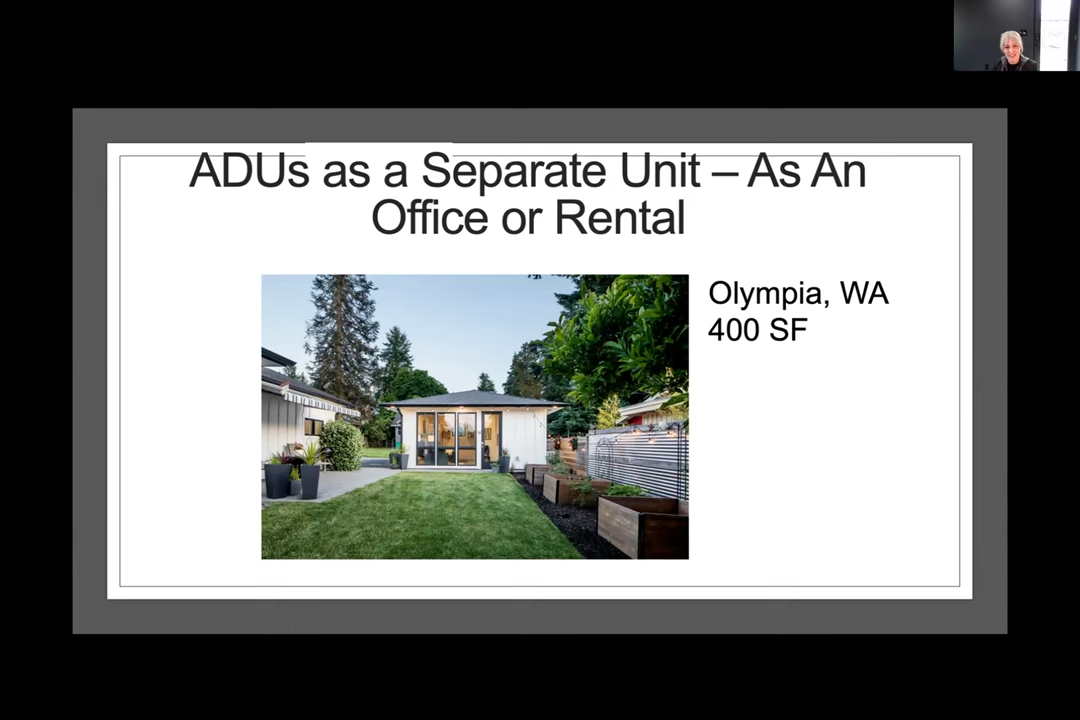 ADUs as a Separate Unit – As An
Office or Rental
Olympia, WA
400 SF